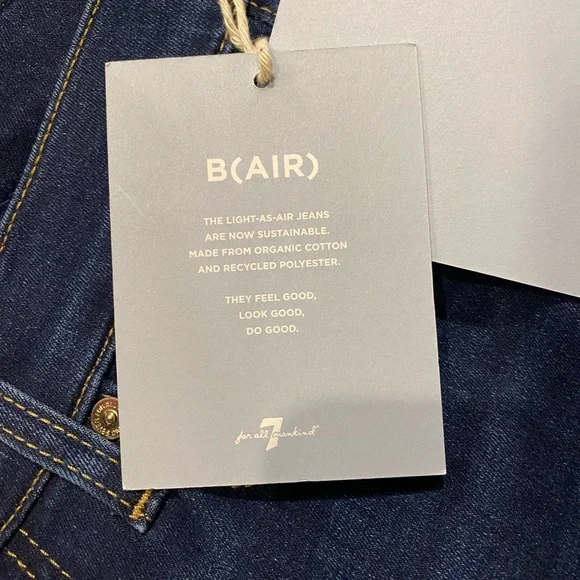 B(AIR)
THE LIGHT-AS-AIR JEANS
ARE NOW SUSTAINABLE.
MADE FROM ORGANIC COTTON
AND RECYCLED POLYESTER.
THEY FEEL GOOD,
LOOK GOOD,
DO GOOD.
for all 7 mankind®